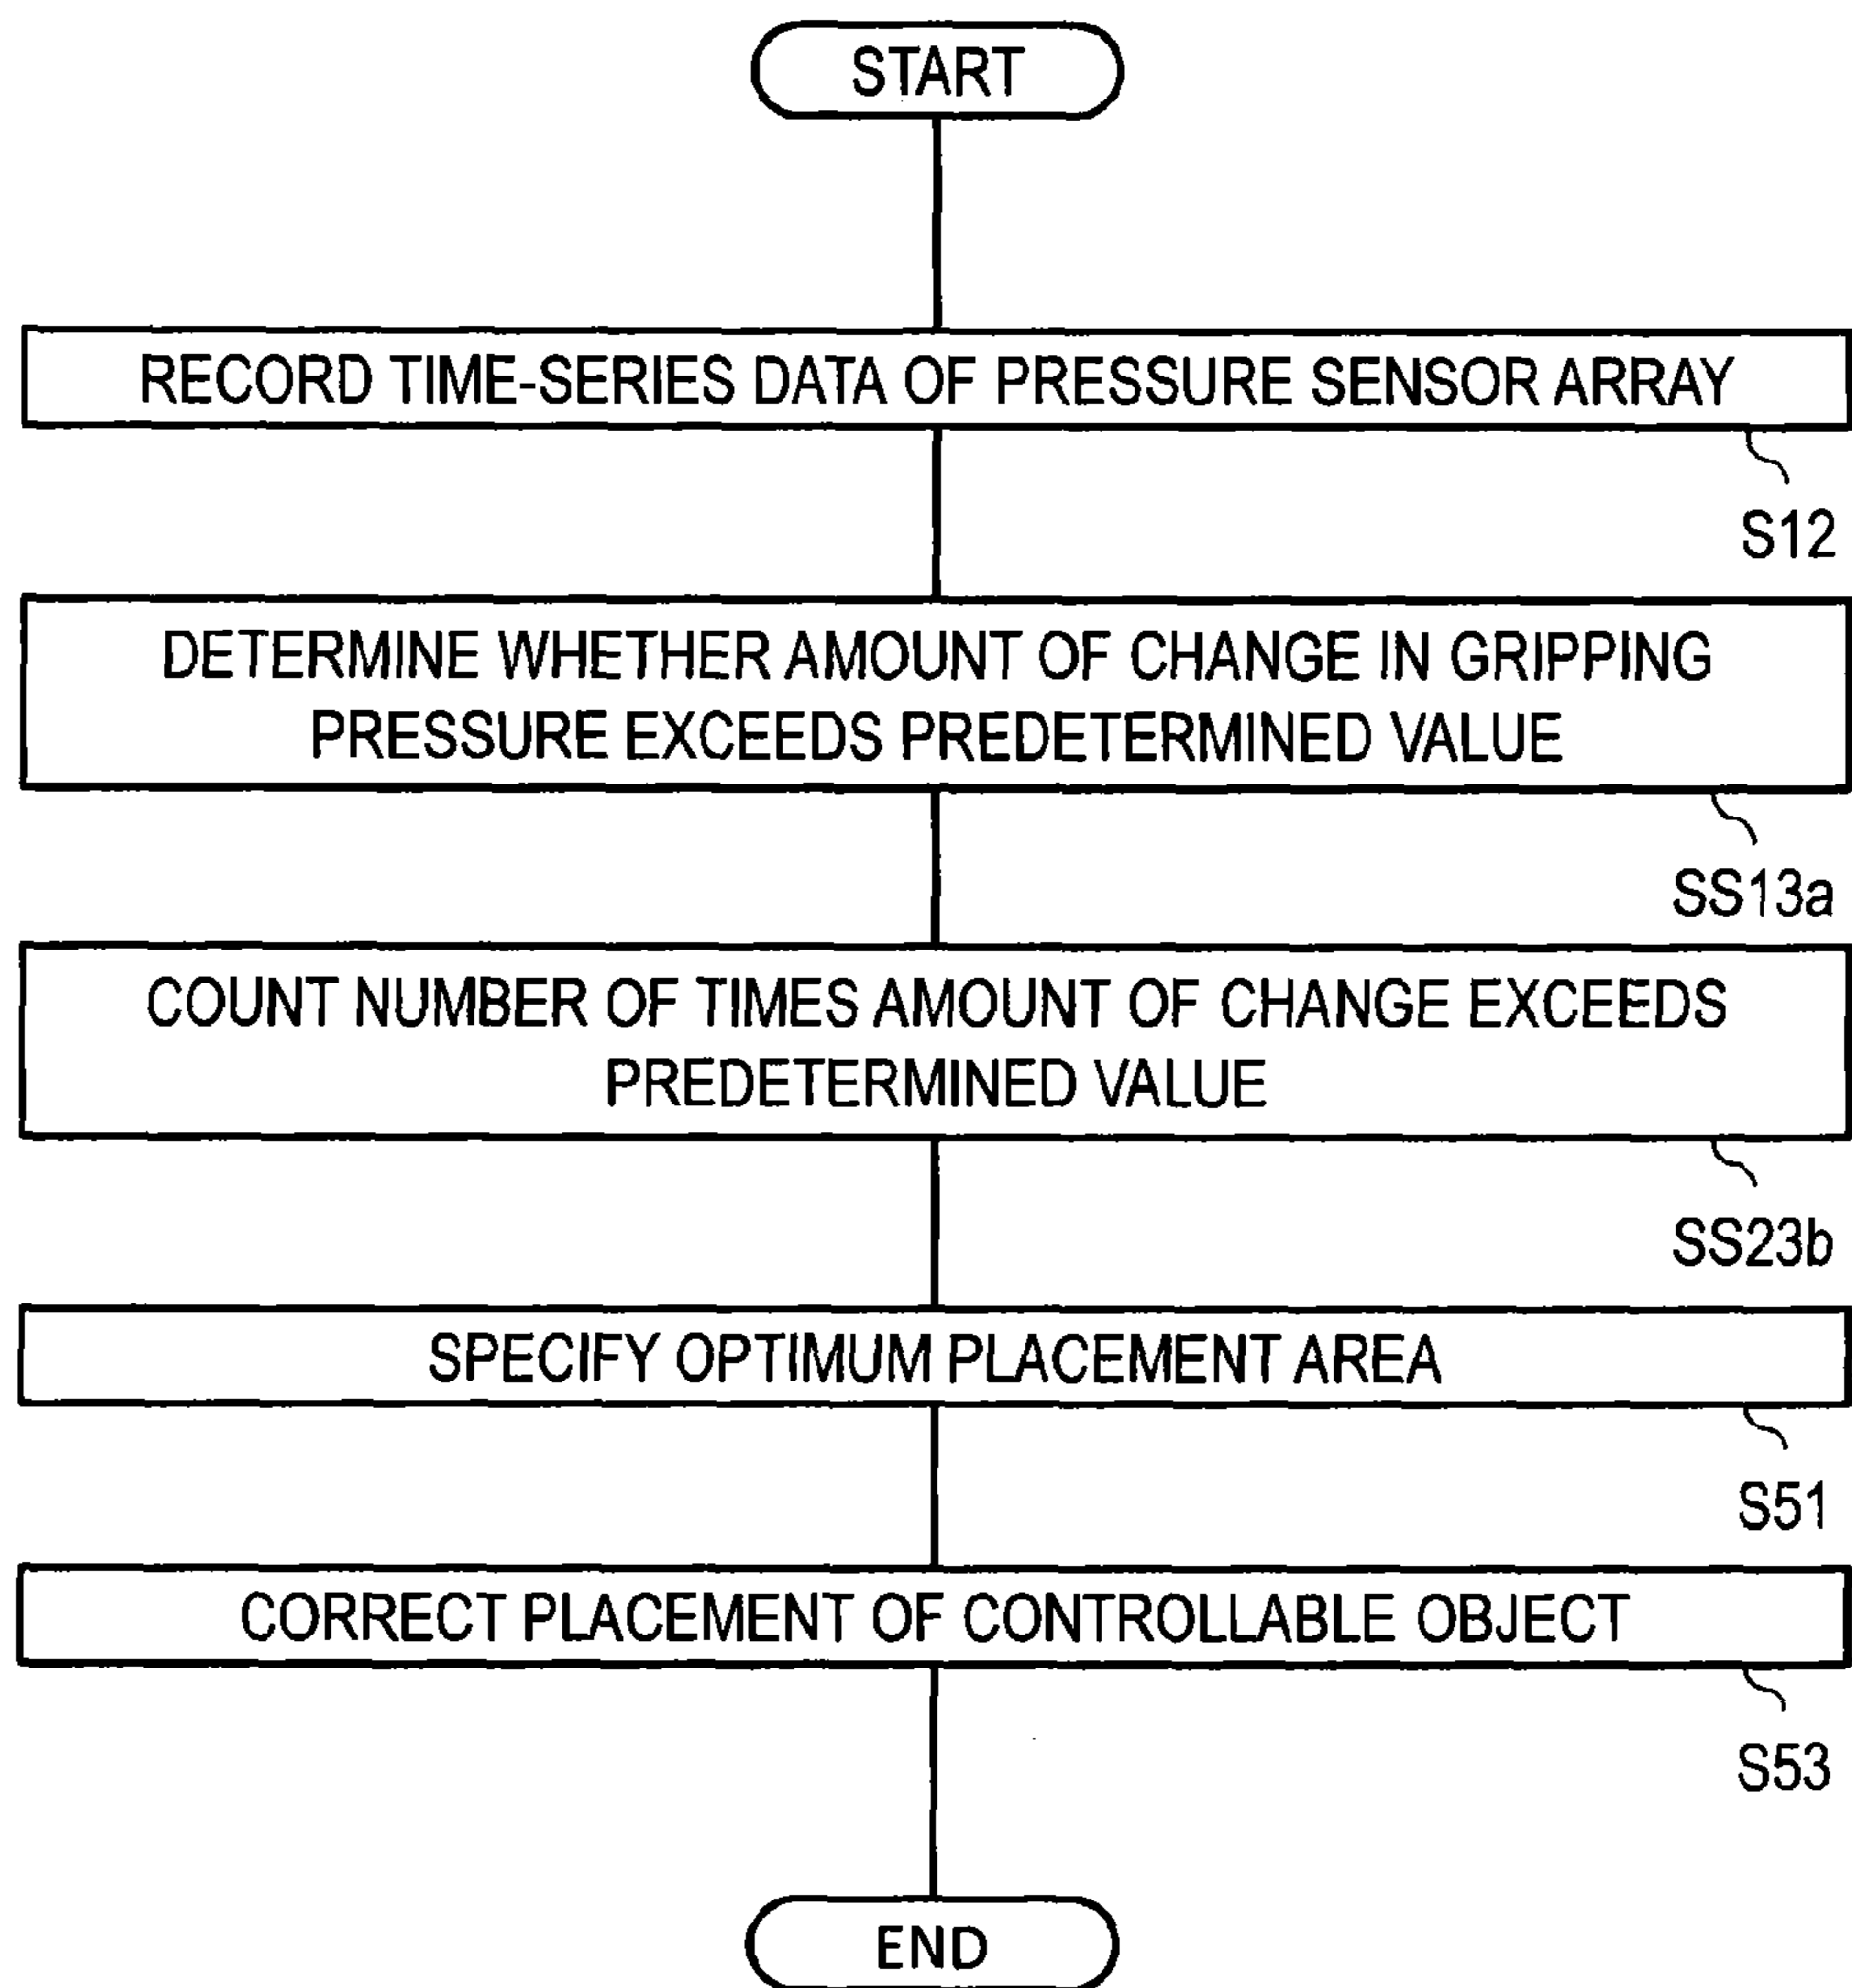 START
RECORD TIME-SERIES DATA OF PRESSURE SENSOR ARRAY
S12
DETERMINE WHETHER AMOUNT OF CHANGE IN GRIPPING
PRESSURE EXCEEDS PREDETERMINED VALUE
SS13a
COUNT NUMBER OF TIMES AMOUNT OF CHANGE EXCEEDS
PREDETERMINED VALUE
SS23b
SPECIFY OPTIMUM PLACEMENT AREA
S51
CORRECT PLACEMENT OF CONTROLLABLE OBJECT
S53
END